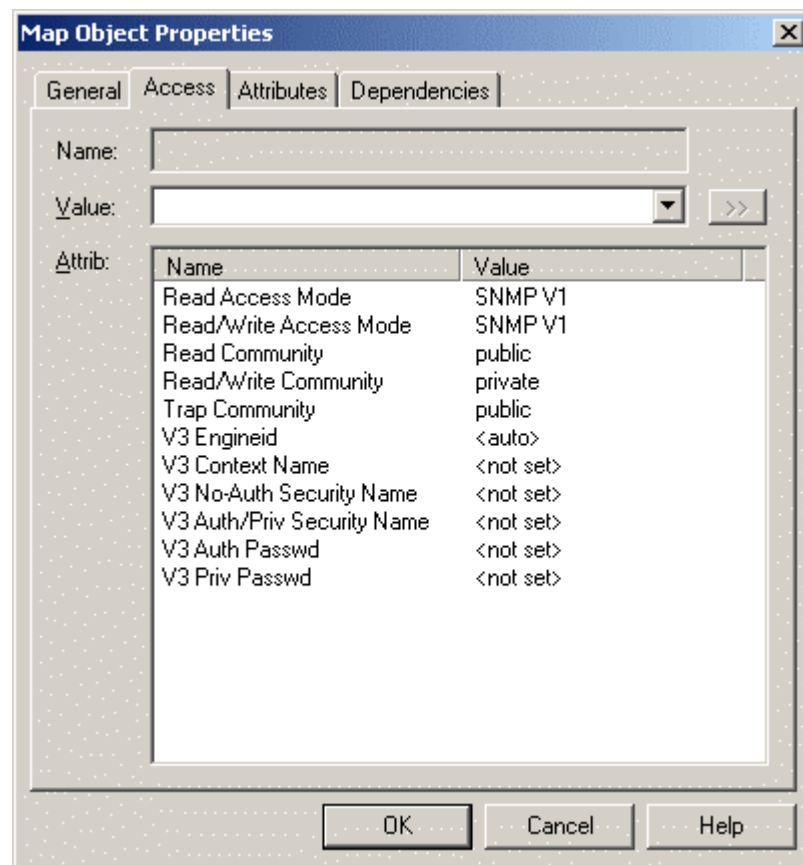 Map Object Properties
General Access Attributes Dependencies
Name:
Value: >>
Attrib: Name Value
Read Access Mode SNMP V1
Read/Write Access Mode SNMP V1
Read Community public
Read/Write Community private
Trap Community public
V3 Engineid <auto>
V3 Context Name <not set>
V3 No-Auth Security Name <not set>
V3 Auth/Priv Security Name <not set>
V3 Auth Passwd <not set>
V3 Priv Passwd <not set>
OK Cancel Help